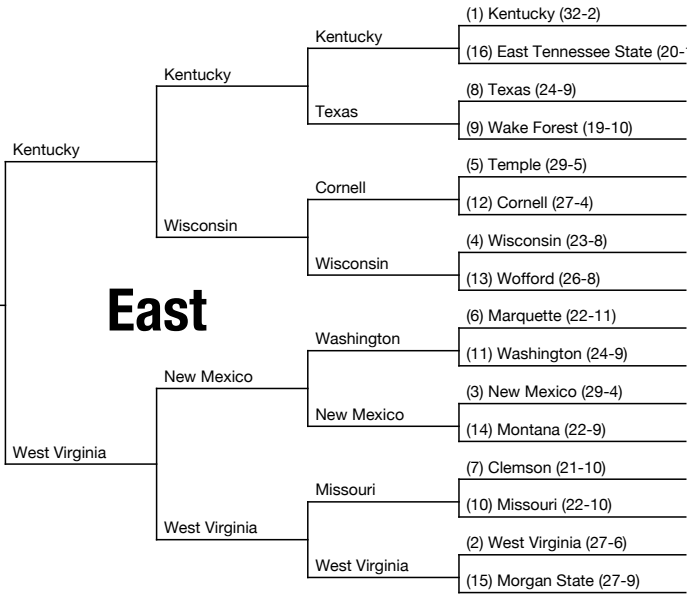 (1) Kentucky (32-2)
Kentucky
(16) East Tennessee State (20-
Kentucky
(8) Texas (24-9)
Texas
(9) Wake Forest (19-10)
Kentucky
(5) Temple (29-5)
Cornell
(12) Cornell (27-4)
Wisconsin
(4) Wisconsin (23-8)
Wisconsin
(13) Wofford (26-8)
East
(6) Marquette (22-11)
Washington
(11) Washington (24-9)
New Mexico
(3) New Mexico (29-4)
New Mexico
(14) Montana (22-9)
West Virginia
(7) Clemson (21-10)
Missouri
(10) Missouri (22-10)
West Virginia
(2) West Virginia (27-6)
West Virginia
(15) Morgan State (27-9)